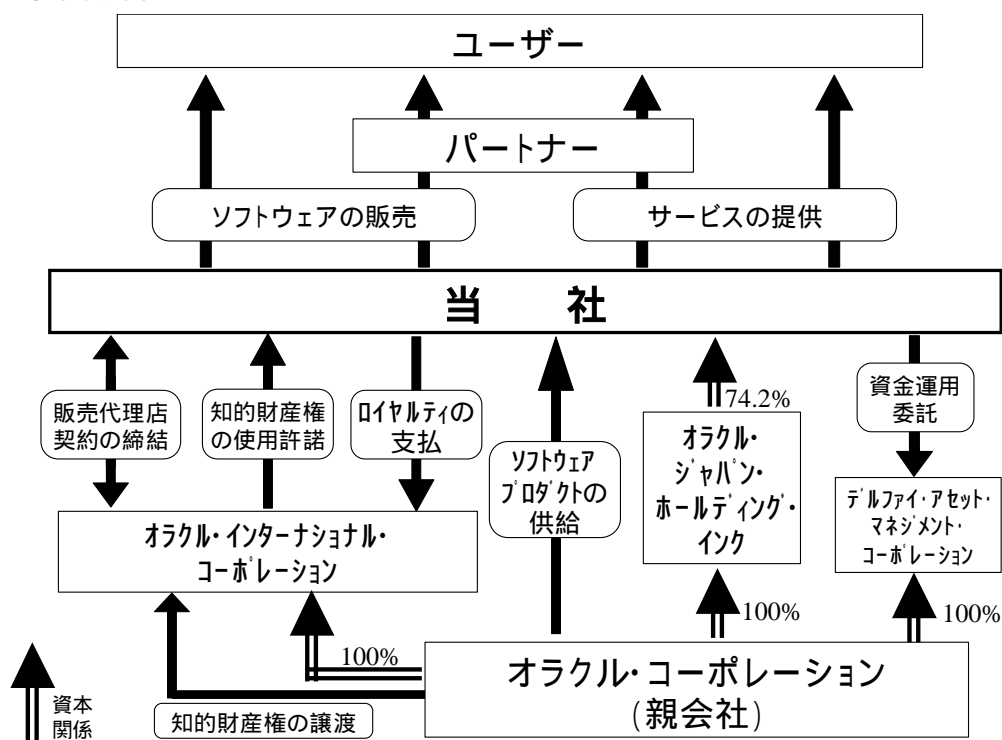 ユーザー
パートナー
ソフトウェアの販売
サービスの提供
当　社
販売代理店
契約の締結
知的財産権
の使用許諾
ロイヤルティの
支払
ソフトウェア
プロダクトの
供給
74.2%
オラクル・
ジャパン・
ホールディング・
インク
資金運用
委託
デルファイ・アセット・
マネジメント・
コーポレーション
オラクル・インターナショナル・
コーポレーション
100%
100%
100%
オラクル・コーポレーション
(親会社)
知的財産権の譲渡
資本
関係